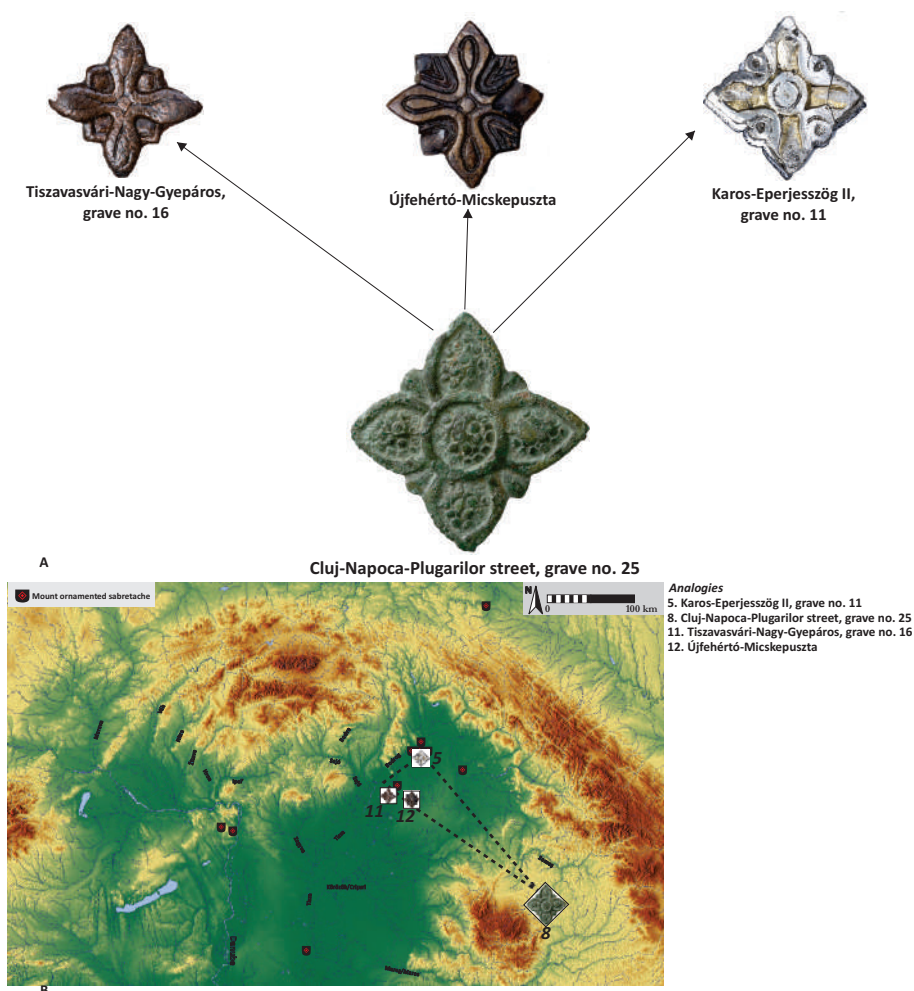 Tiszavasvári-Nagy-Gyepáros,
grave no. 16
Újfehértó-Micskepuszta
Karos-Eperjesszög II,
grave no. 11
A
Cluj-Napoca-Plugarilor street, grave no. 25
Mount ornamented sabretache
N
0 100 km
Analogies
5. Karos-Eperjesszög II, grave no. 11
8. Cluj-Napoca-Plugarilor street, grave no. 25
11. Tiszavasvári-Nagy-Gyepáros, grave no. 16
12. Újfehértó-Micskepuszta
5
11
12
8
Danube
B